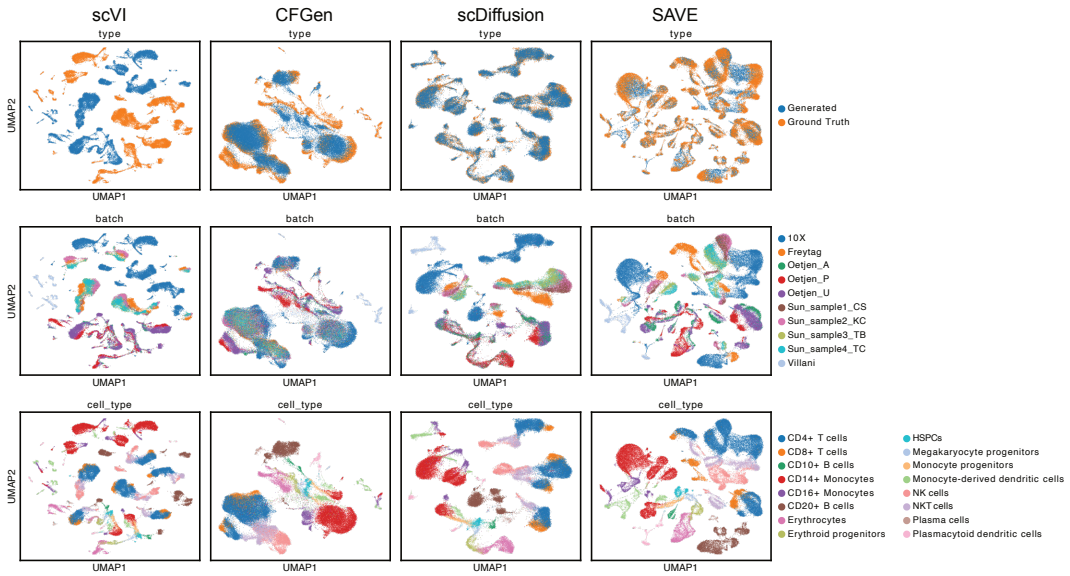 scVI CFGen scDiffusion SAVE
type type type type
UMAP2
Generated
Ground Truth
UMAP1 UMAP1 UMAP1 UMAP1
batch batch batch batch
UMAP2
10X
Freytag
Oetjen_A
Oetjen_P
Oetjen_U
Sun_sample1_CS
Sun_sample2_KC
Sun_sample3_TB
Sun_sample4_TC
Villani
UMAP1 UMAP1 UMAP1 UMAP1
cell_type cell_type cell_type cell_type
UMAP2
CD4+ T cells HSPCs
CD8+ T cells Megakaryocyte progenitors
CD10+ B cells Monocyte progenitors
CD14+ Monocytes Monocyte-derived dendritic cells
CD16+ Monocytes NK cells
CD20+ B cells NKT cells
Erythrocytes Plasma cells
Erythroid progenitors Plasmacytoid dendritic cells
UMAP1 UMAP1 UMAP1 UMAP1